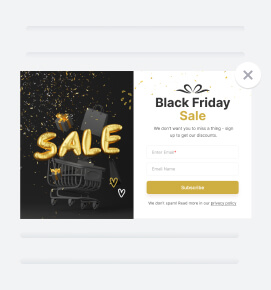 SALE
Black Friday
Sale
We don't want you to miss a thing - sign
up to get our discounts.
Enter Email*
Email Name
Subscribe
We don't spam! Read more in our privacy policy